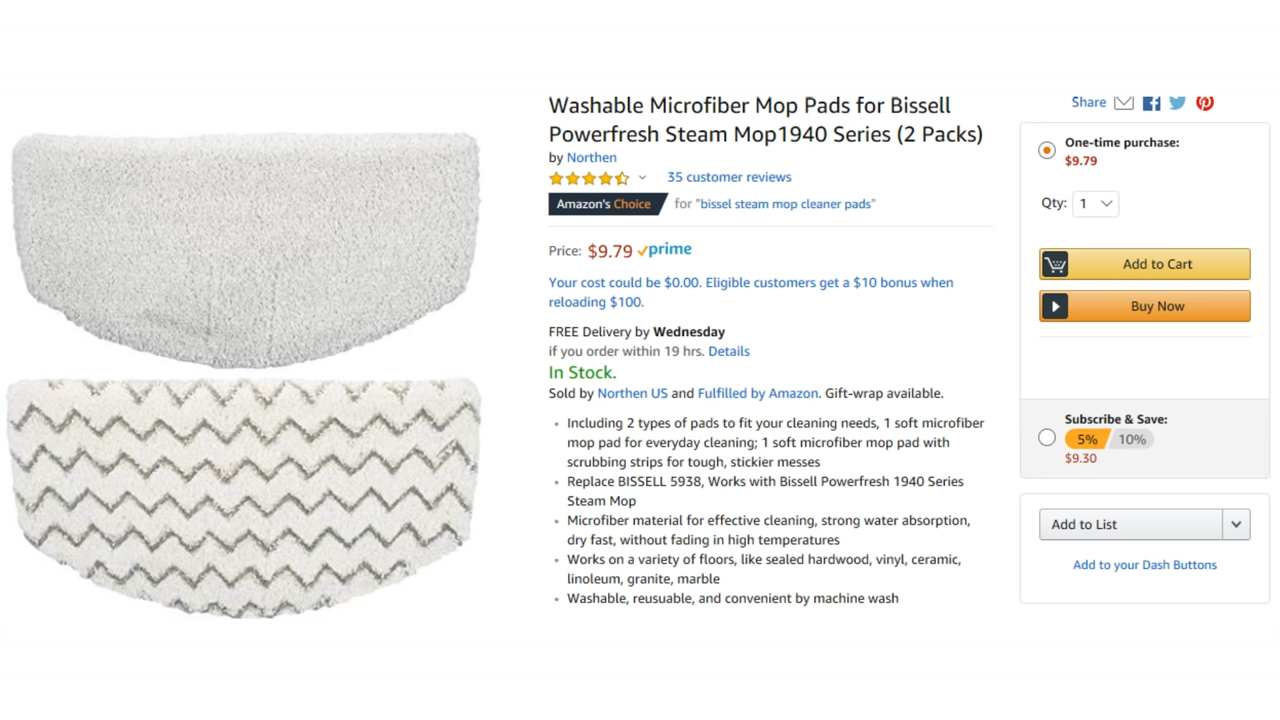 Washable Microfiber Mop Pads for Bissell
Powerfresh Steam Mop1940 Series (2 Packs)
by Northen
35 customer reviews
Amazon's Choice for "bissel steam mop cleaner pads"
Price: $9.79 prime
Your cost could be $0.00. Eligible customers get a $10 bonus when
reloading $100.
FREE Delivery by Wednesday
if you order within 19 hrs. Details
In Stock.
Sold by Northen US and Fulfilled by Amazon. Gift-wrap available.
• Including 2 types of pads to fit your cleaning needs, 1 soft microfiber
mop pad for everyday cleaning; 1 soft microfiber mop pad with
scrubbing strips for tough, stickier messes
• Replace BISSELL 5938, Works with Bissell Powerfresh 1940 Series
Steam Mop
• Microfiber material for effective cleaning, strong water absorption,
dry fast, without fading in high temperatures
• Works on a variety of floors, like sealed hardwood, vinyl, ceramic,
linoleum, granite, marble
• Washable, reusuable, and convenient by machine wash
Share
One-time purchase:
$9.79
Qty: 1
Add to Cart
Buy Now
Subscribe & Save:
5% 10%
$9.30
Add to List
Add to your Dash Buttons